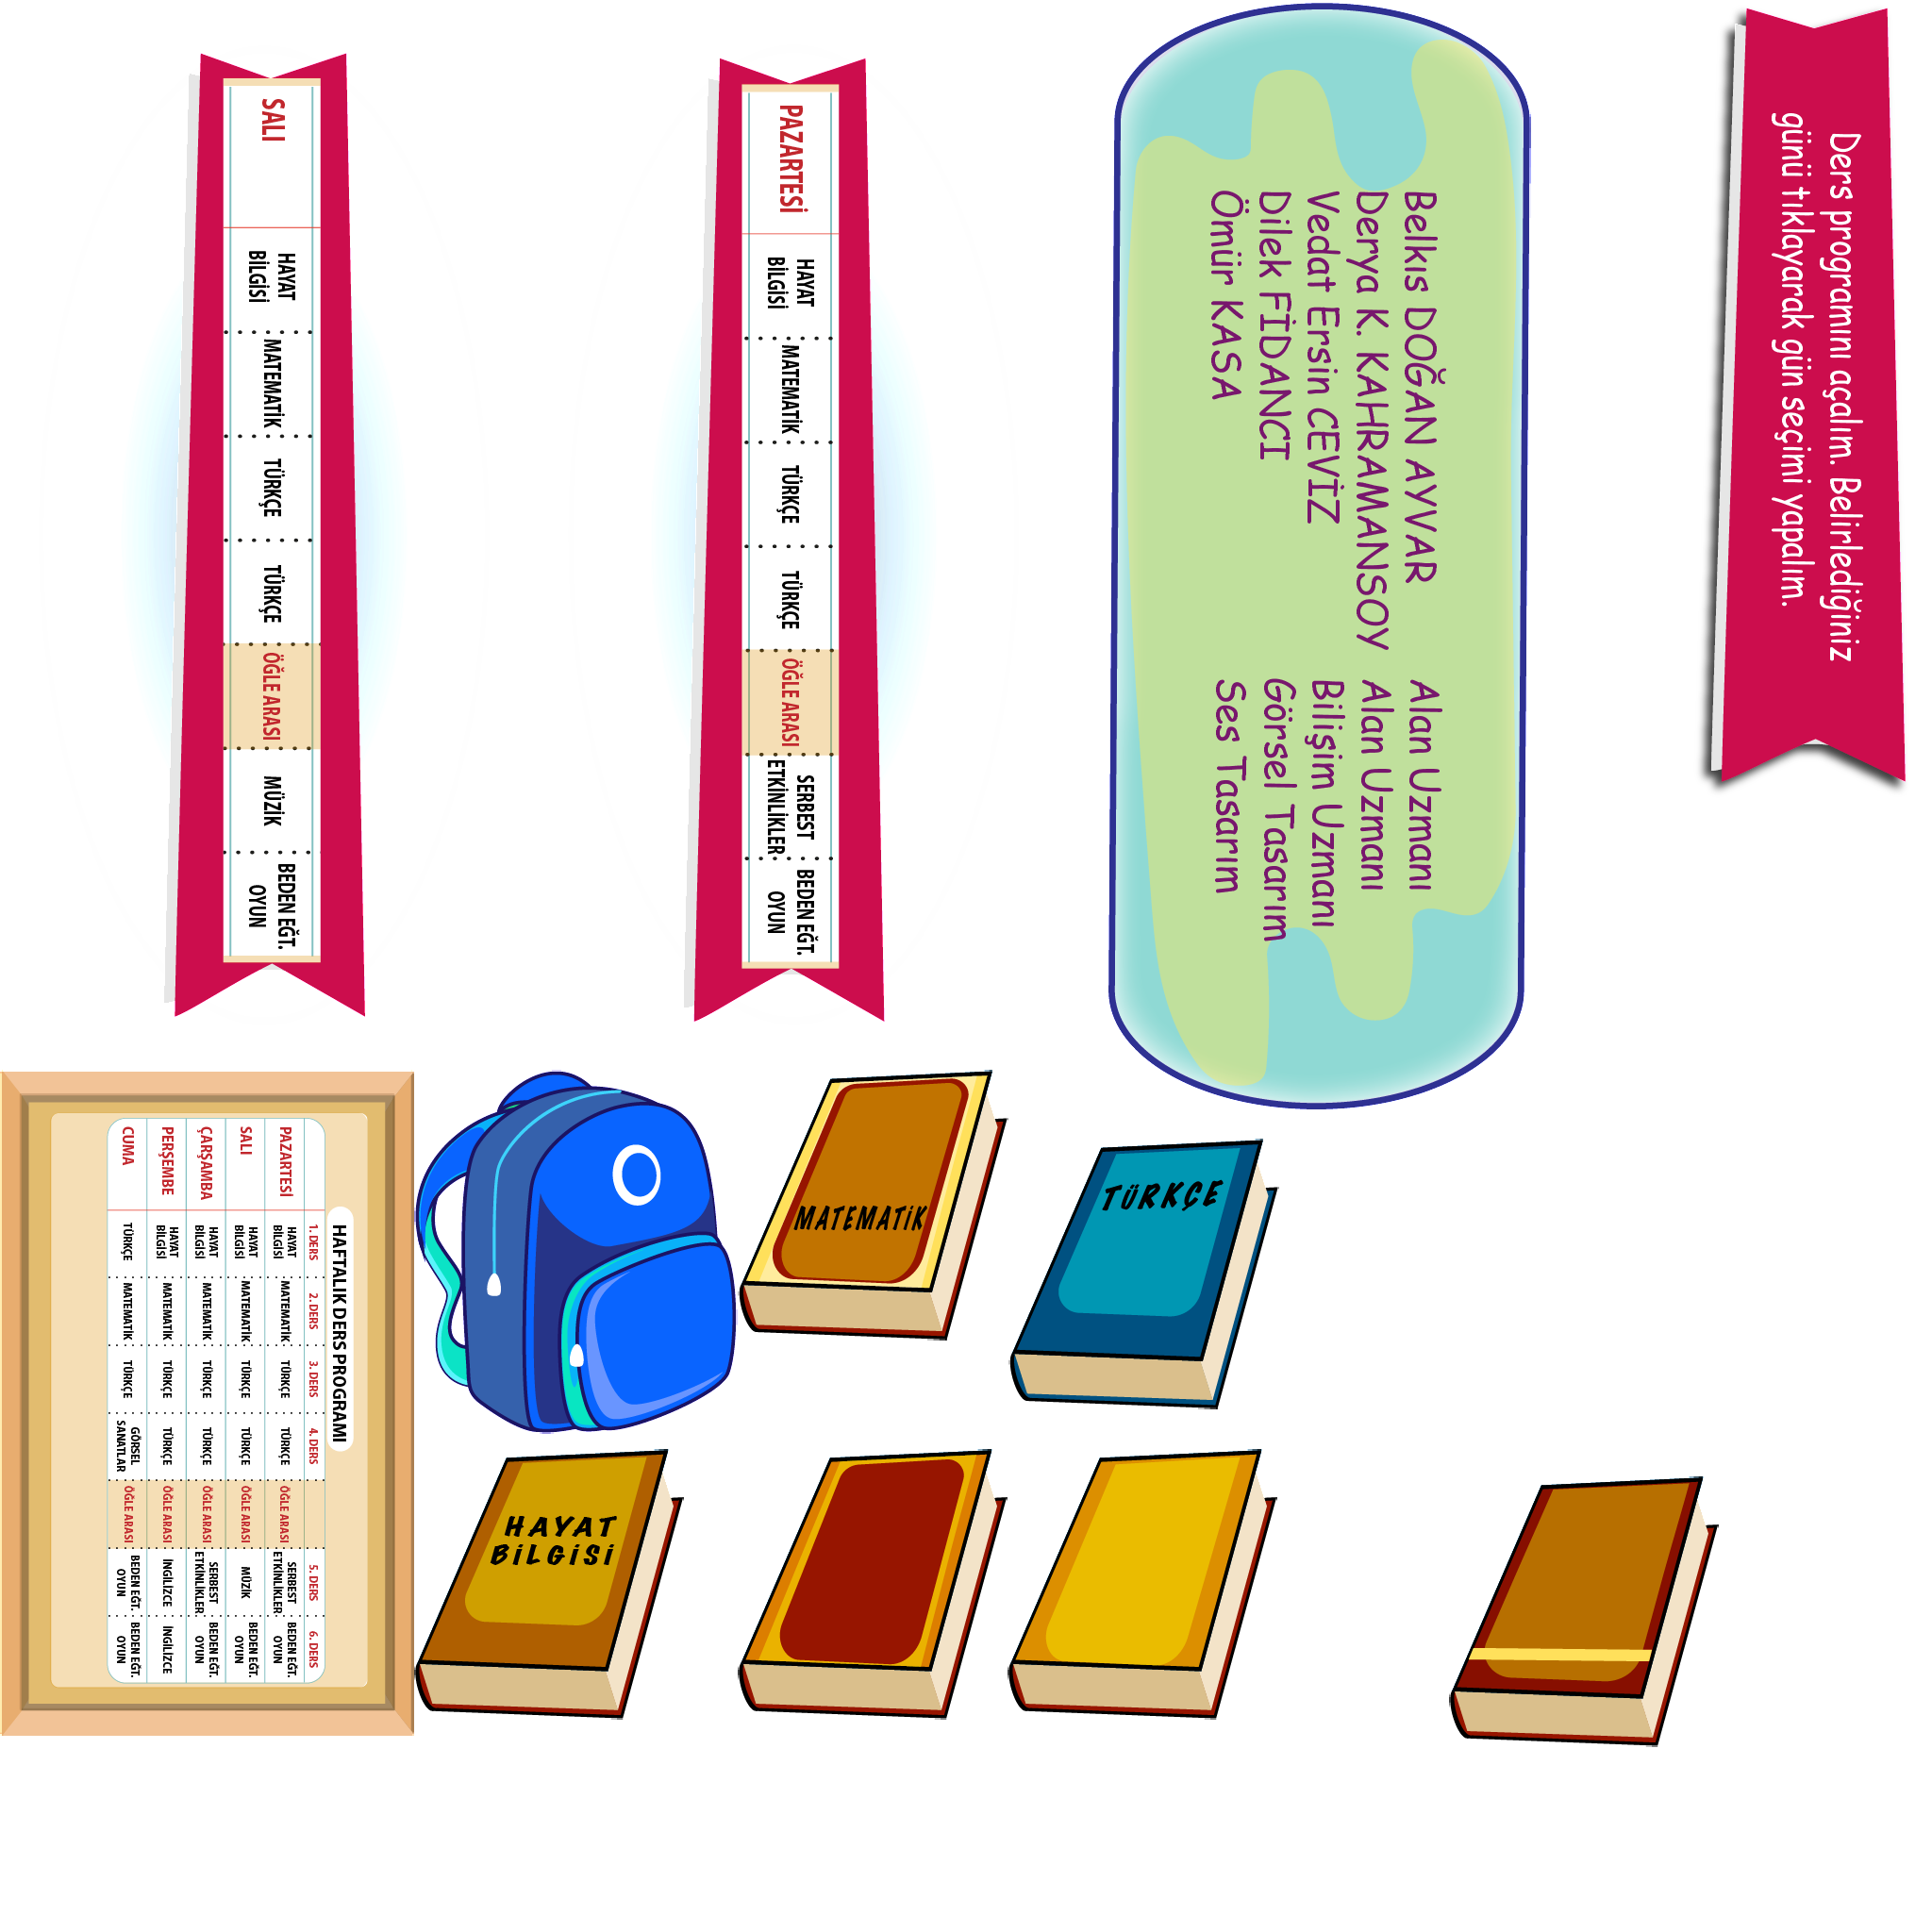 SALI
HAYAT
BİLGİSİ
MATEMATİK
TÜRKÇE
TÜRKÇE
ÖĞLE ARASI
MÜZİK
BEDEN EĞT.
OYUN
PAZARTESİ
HAYAT
BİLGİSİ
MATEMATİK
TÜRKÇE
TÜRKÇE
ÖĞLE ARASI
SERBEST
ETKİNLİKLER
BEDEN EĞT.
OYUN
Belkıs DOĞAN AYVAR Alan Uzmanı
Derya K. KAHRAMANSOY Alan Uzmanı
Vedat Ersin CEVİZ Bilişim Uzmanı
Dilek FİDANCI Görsel Tasarım
Ömür KASA Ses Tasarım
Ders programını açalım. Belirlediğiniz
günü tıklayarak gün seçimi yapalım.
HAFTALIK DERS PROGRAMI
1. DERS 2. DERS 3. DERS 4. DERS 5. DERS 6. DERS
PAZARTESİ HAYAT BİLGİSİ MATEMATİK TÜRKÇE TÜRKÇE ÖĞLE ARASI SERBEST ETKİNLİKLER BEDEN EĞT. OYUN
SALI HAYAT BİLGİSİ MATEMATİK TÜRKÇE TÜRKÇE ÖĞLE ARASI MÜZİK BEDEN EĞT. OYUN
ÇARŞAMBA HAYAT BİLGİSİ MATEMATİK TÜRKÇE TÜRKÇE ÖĞLE ARASI SERBEST ETKİNLİKLER BEDEN EĞT. OYUN
PERŞEMBE HAYAT BİLGİSİ MATEMATİK TÜRKÇE TÜRKÇE ÖĞLE ARASI İNGİLİZCE İNGİLİZCE
CUMA TÜRKÇE MATEMATİK TÜRKÇE GÖRSEL SANATLAR ÖĞLE ARASI BEDEN EĞT. OYUN BEDEN EĞT. OYUN
MATEMATİK
TÜRKÇE
HAYAT
BİLGİSİ